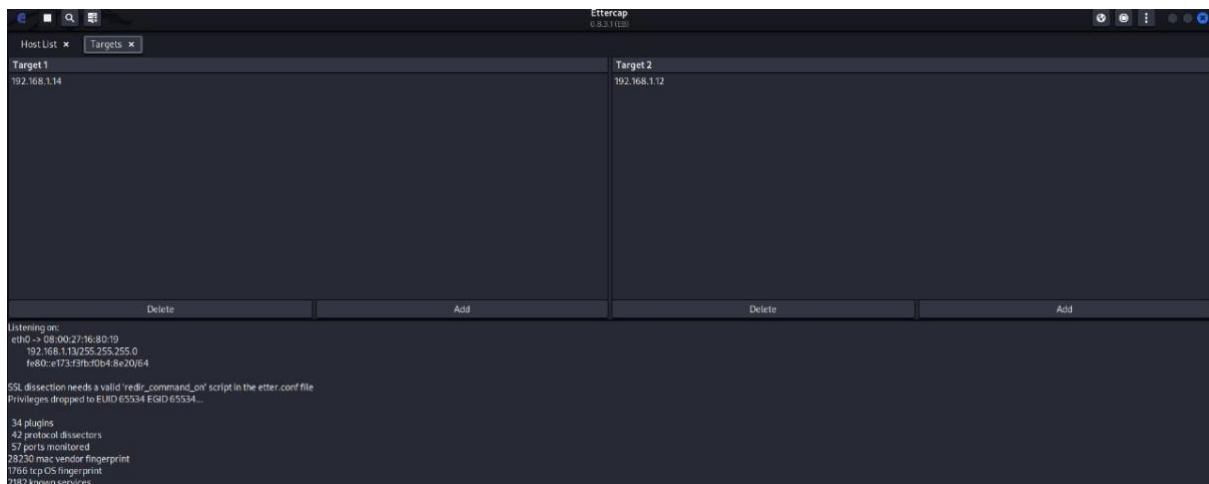 Ettercap
0.8.3.1 (EB)
Host List ×
Targets ×
Target 1
Target 2
192.168.1.14
192.168.1.12
Delete
Add
Delete
Add
Listening on:
eth0 -> 08:00:27:16:80:19
192.168.1.13/255.255.255.0
fe80::e173:f3fb:f0b4:8e20/64
SSL dissection needs a valid 'redir_command_on' script in the etter.conf file
Privileges dropped to EUID 65534 EGID 65534...
34 plugins
42 protocol dissectors
57 ports monitored
28230 mac vendor fingerprint
1766 tcp OS fingerprint
2182 known services